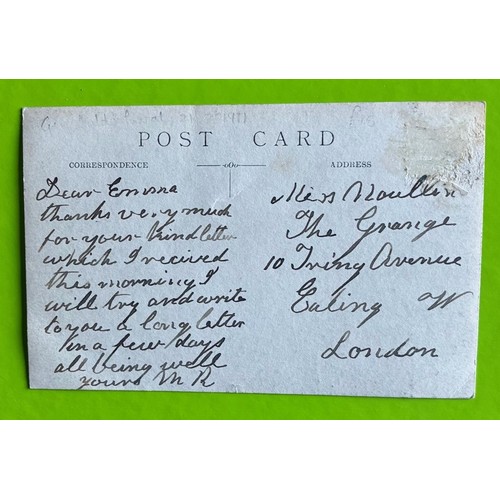 POST CARD
CORRESPONDENCE
ADDRESS
Dear Emma
thanks very much
for your kind letter
which I recived
this morning I
will try and write
to you a long letter
in a few days
all being well
yours M R
Miss Moullin
The Grange
10 Tring Avenue
Ealing W
London